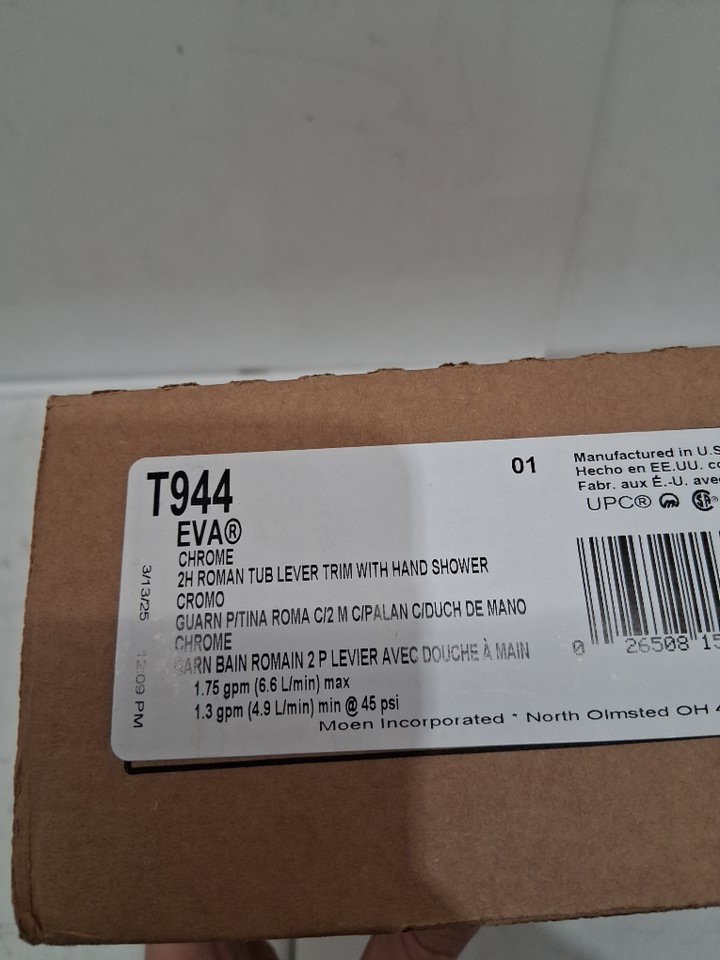 T944
01
EVA®
CHROME
2H ROMAN TUB LEVER TRIM WITH HAND SHOWER
CROMO
GUARN P/TINA ROMA C/2 M C/PALAN C/DUCH DE MANO
CHROME
GARN BAIN ROMAIN 2 P LEVIER AVEC DOUCHE À MAIN
1.75 gpm (6.6 L/min) max
1.3 gpm (4.9 L/min) min @ 45 psi
Moen Incorporated * North Olmsted OH 4
3/13/25 12:09 PM
Manufactured in U.S
Hecho en EE.UU. co
Fabr. aux É.-U. ave
UPC® SA®
0 26508 15